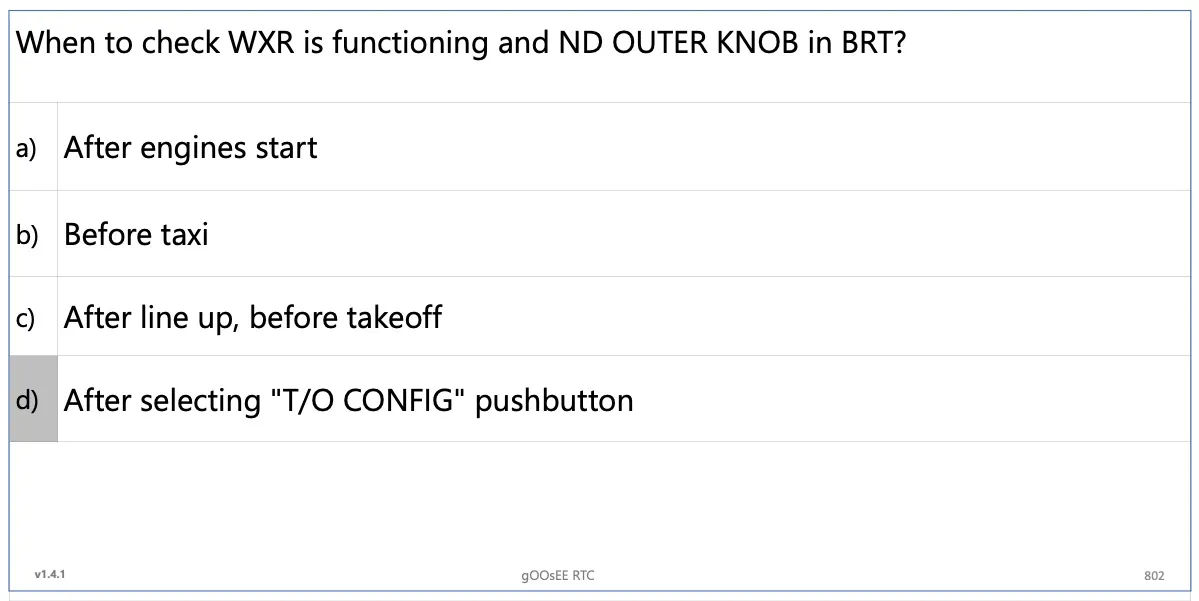 When to check WXR is functioning and ND OUTER KNOB in BRT?
a) After engines start
b) Before taxi
c) After line up, before takeoff
d) After selecting "T/O CONFIG" pushbutton
v1.4.1 gOOsEE RTC 802